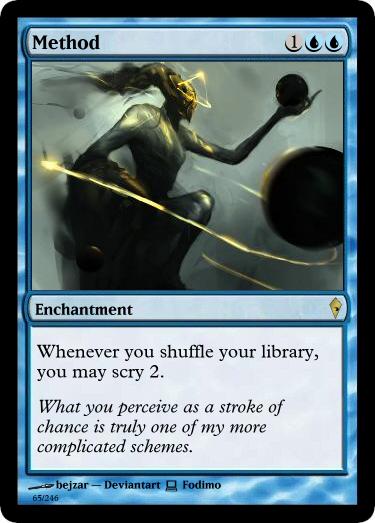 Method 1
Enchantment
Whenever you shuffle your library,
you may scry 2.
What you perceive as a stroke of
chance is truly one of my more
complicated schemes.
bejzar — Deviantart Fodimo
65/246